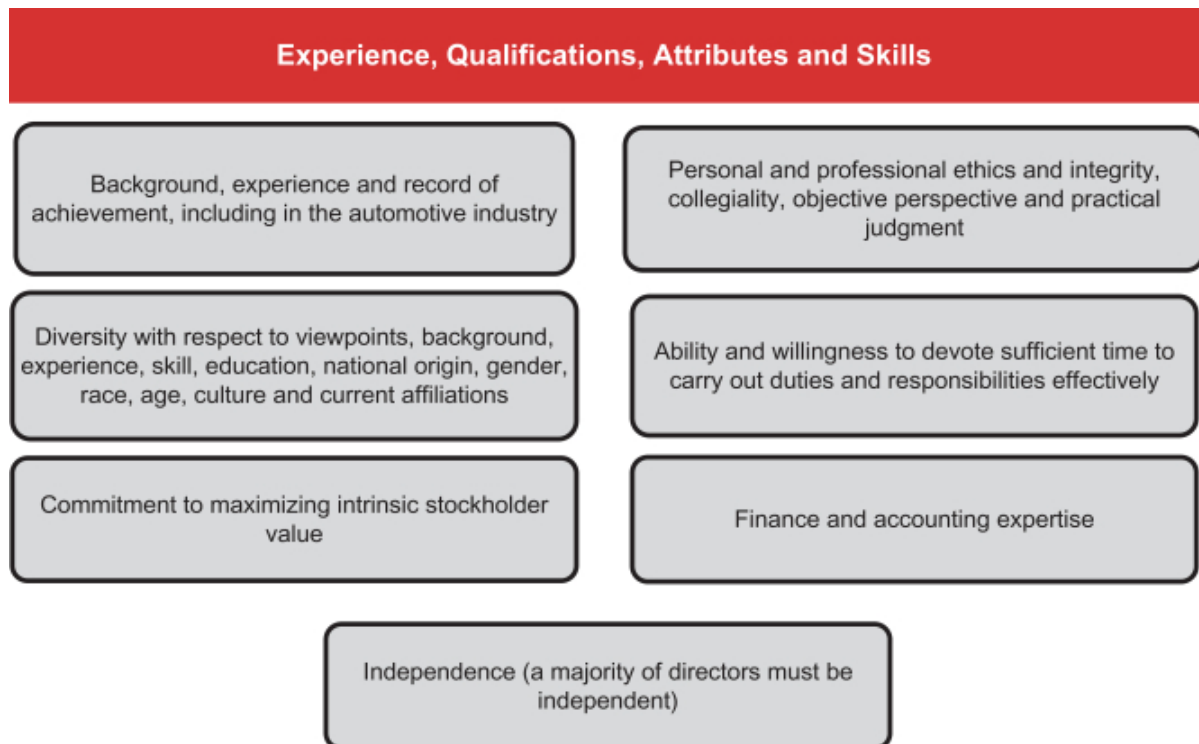 Experience, Qualifications, Attributes and Skills
Background, experience and record of
achievement, including in the automotive industry
Personal and professional ethics and integrity,
collegiality, objective perspective and practical
judgment
Diversity with respect to viewpoints, background,
experience, skill, education, national origin, gender,
race, age, culture and current affiliations
Ability and willingness to devote sufficient time to
carry out duties and responsibilities effectively
Commitment to maximizing intrinsic stockholder
value
Finance and accounting expertise
Independence (a majority of directors must be
independent)